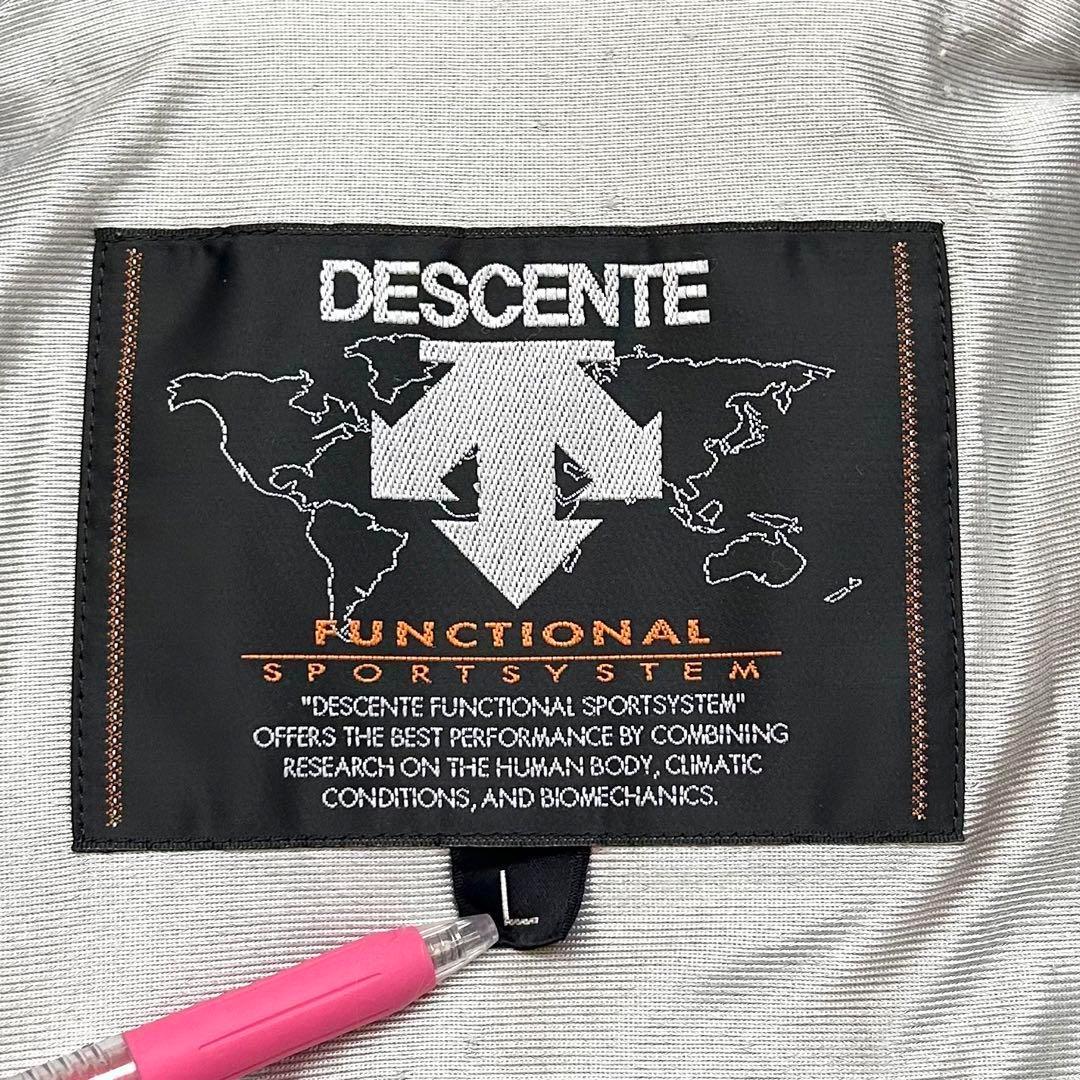 DESCENTE
FUNCTIONAL
SPORTSYSTEM
"DESCENTE FUNCTIONAL SPORTSYSTEM"
OFFERS THE BEST PERFORMANCE BY COMBINING
RESEARCH ON THE HUMAN BODY, CLIMATIC
CONDITIONS, AND BIOMECHANICS.
L